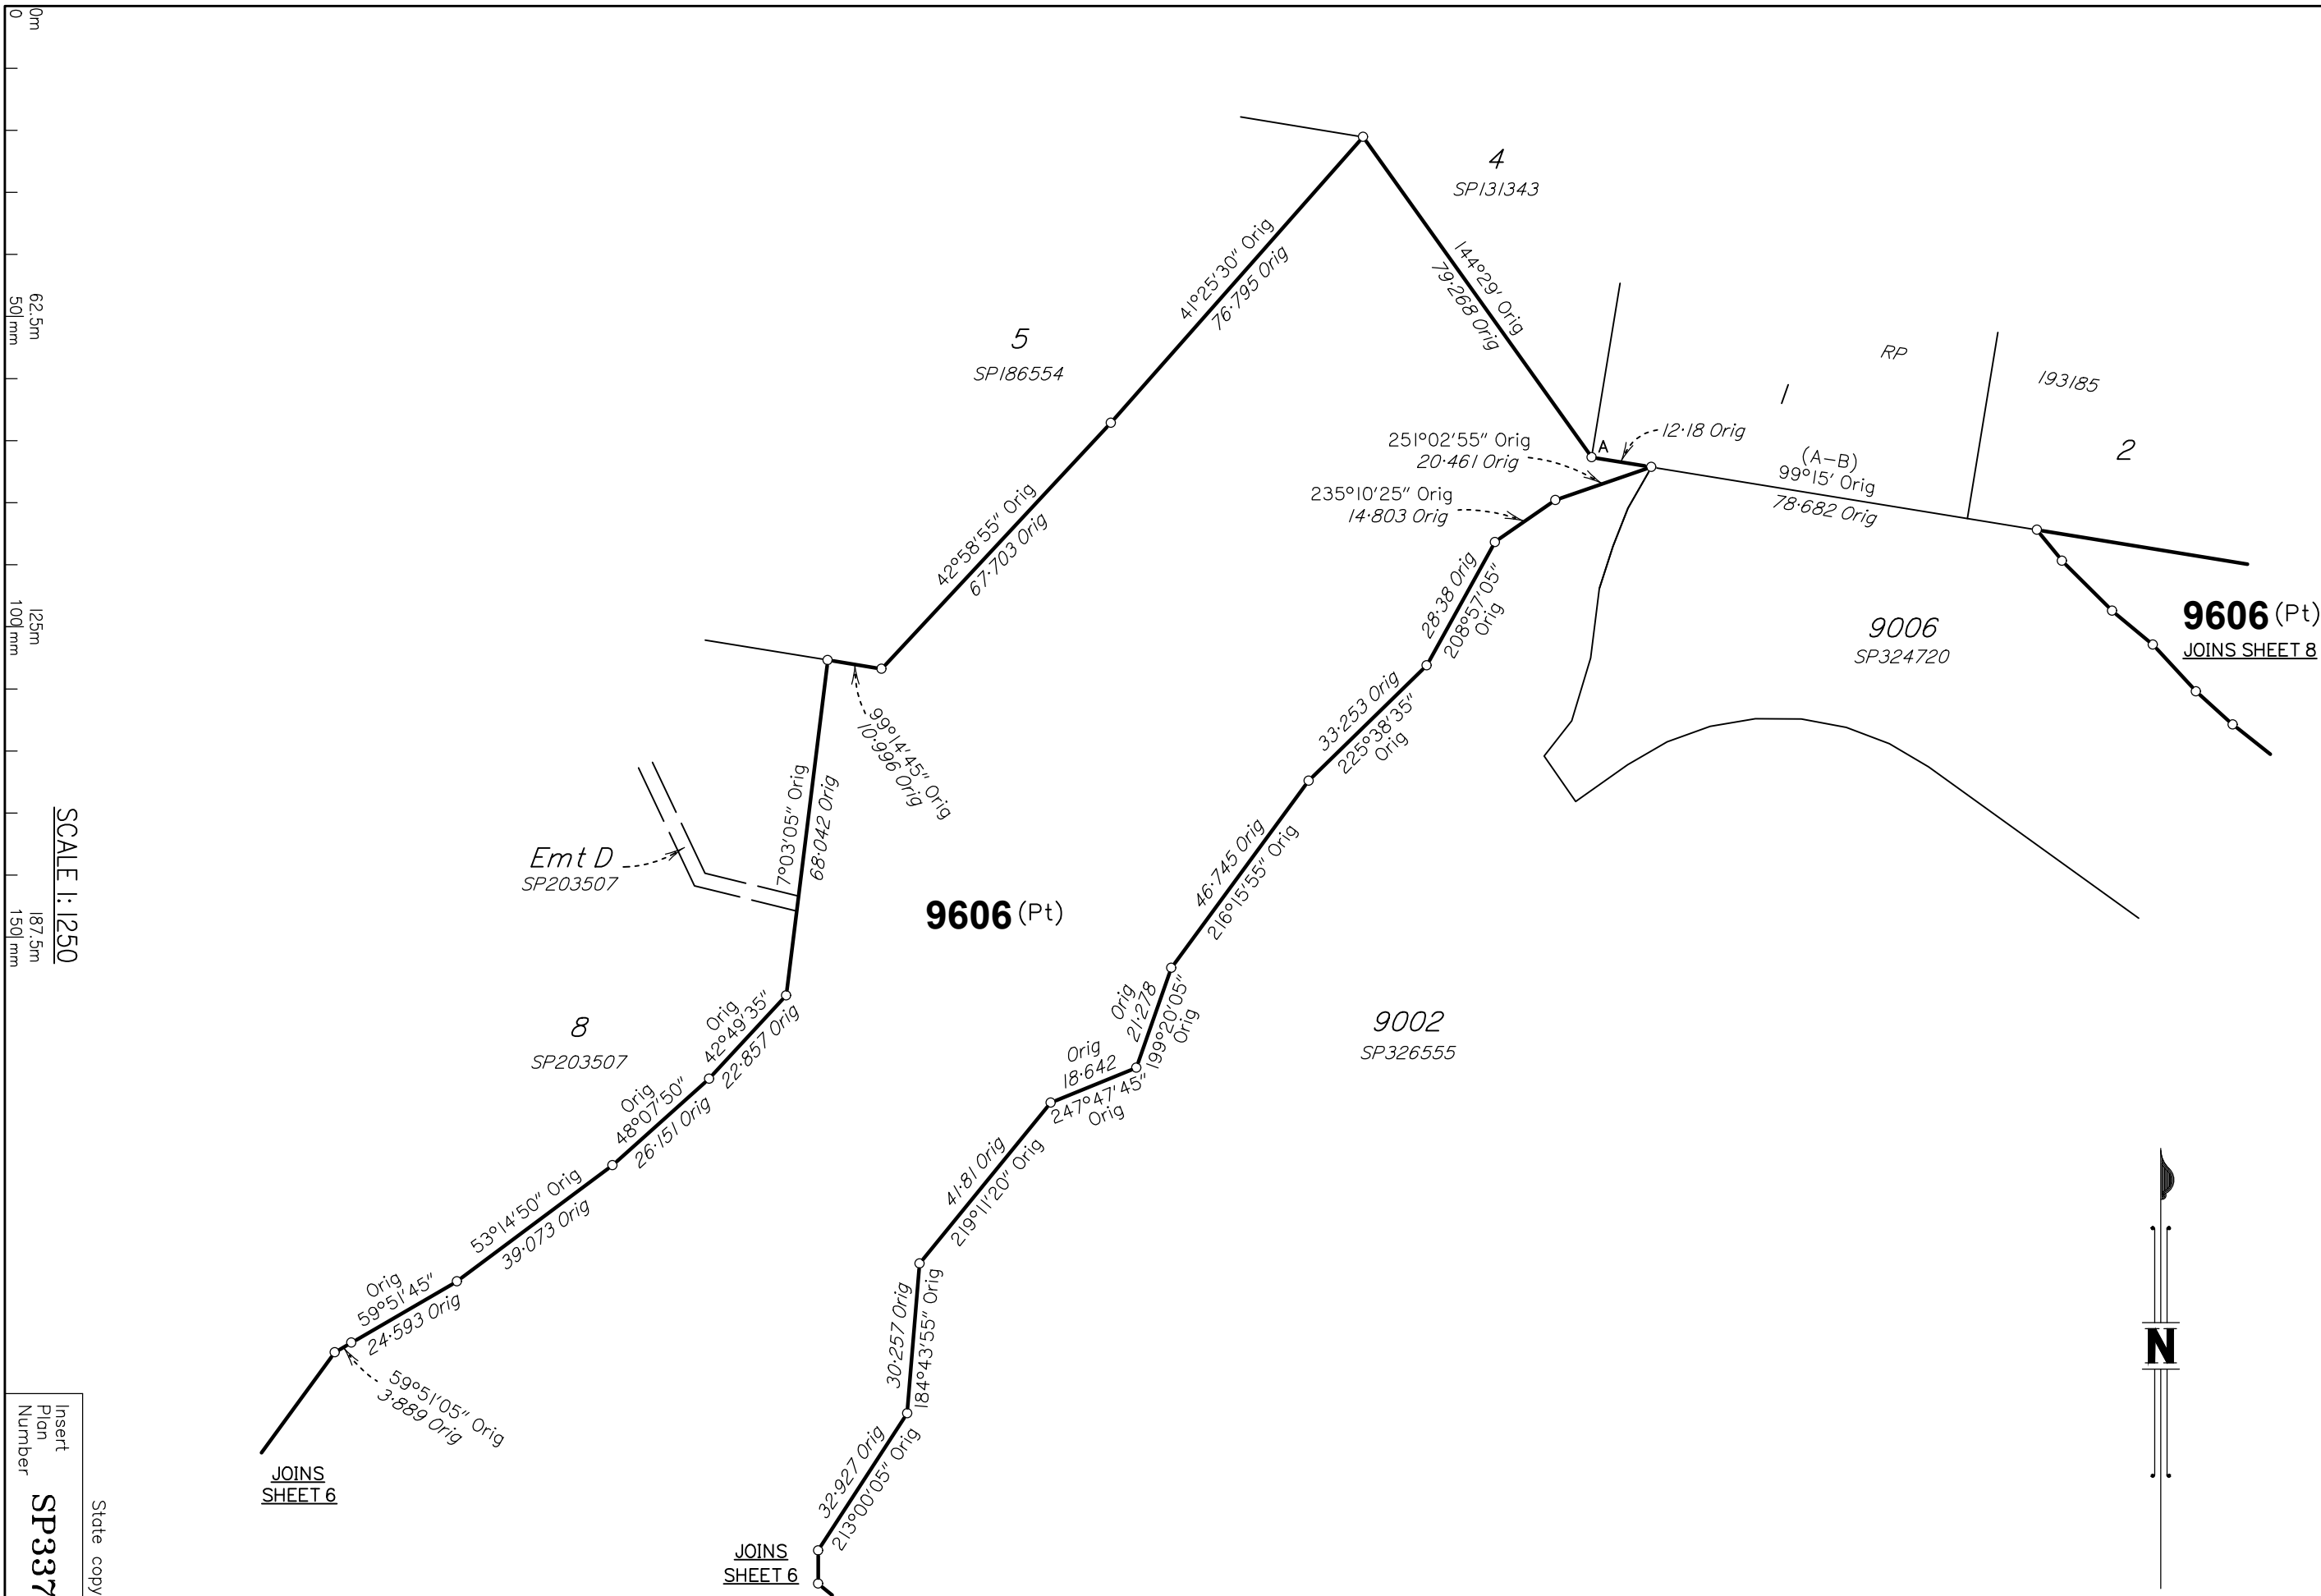 0m
0
62.5m
50 mm
125m
100 mm
187.5m
150 mm
SCALE 1: 1250
Insert
Plan
Number
SP337
State copy
4
SP131343
41°25'30" Orig
76·795 Orig
144°29' Orig
79·268 Orig
5
SP186554
RP
193185
1
2
A
12·18 Orig
251°02'55" Orig
20·461 Orig
(A-B)
99°15' Orig
78·682 Orig
235°10'25" Orig
14·803 Orig
42°58'55" Orig
67·703 Orig
28·38 Orig
208°57'05"
Orig
9006
SP324720
9606 (Pt)
JOINS SHEET 8
99°14'45" Orig
10·996 Orig
33·253 Orig
225°38'35"
Orig
7°03'05" Orig
68·042 Orig
Emt D
SP203507
46·745 Orig
216°15'55" Orig
9606 (Pt)
8
SP203507
Orig
42°49'35"
22·857 Orig
Orig
21·278
199°20'05"
Orig
9002
SP326555
Orig
18·642
247°47'45"
Orig
Orig
48°07'50"
26·151 Orig
41·81 Orig
219°11'20" Orig
53°14'50" Orig
39·073 Orig
Orig
59°51'45"
24·593 Orig
30·257 Orig
184°43'55" Orig
59°51'05" Orig
3·889 Orig
32·927 Orig
213°00'05" Orig
JOINS
SHEET 6
JOINS
SHEET 6
N